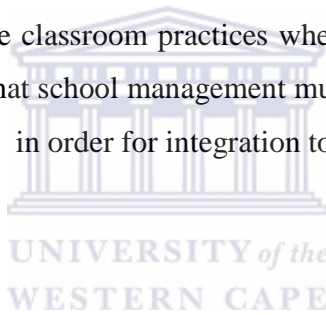 e classroom practices whe
hat school management mu
in order for integration to
UNIVERSITY of the
WESTERN CAPE